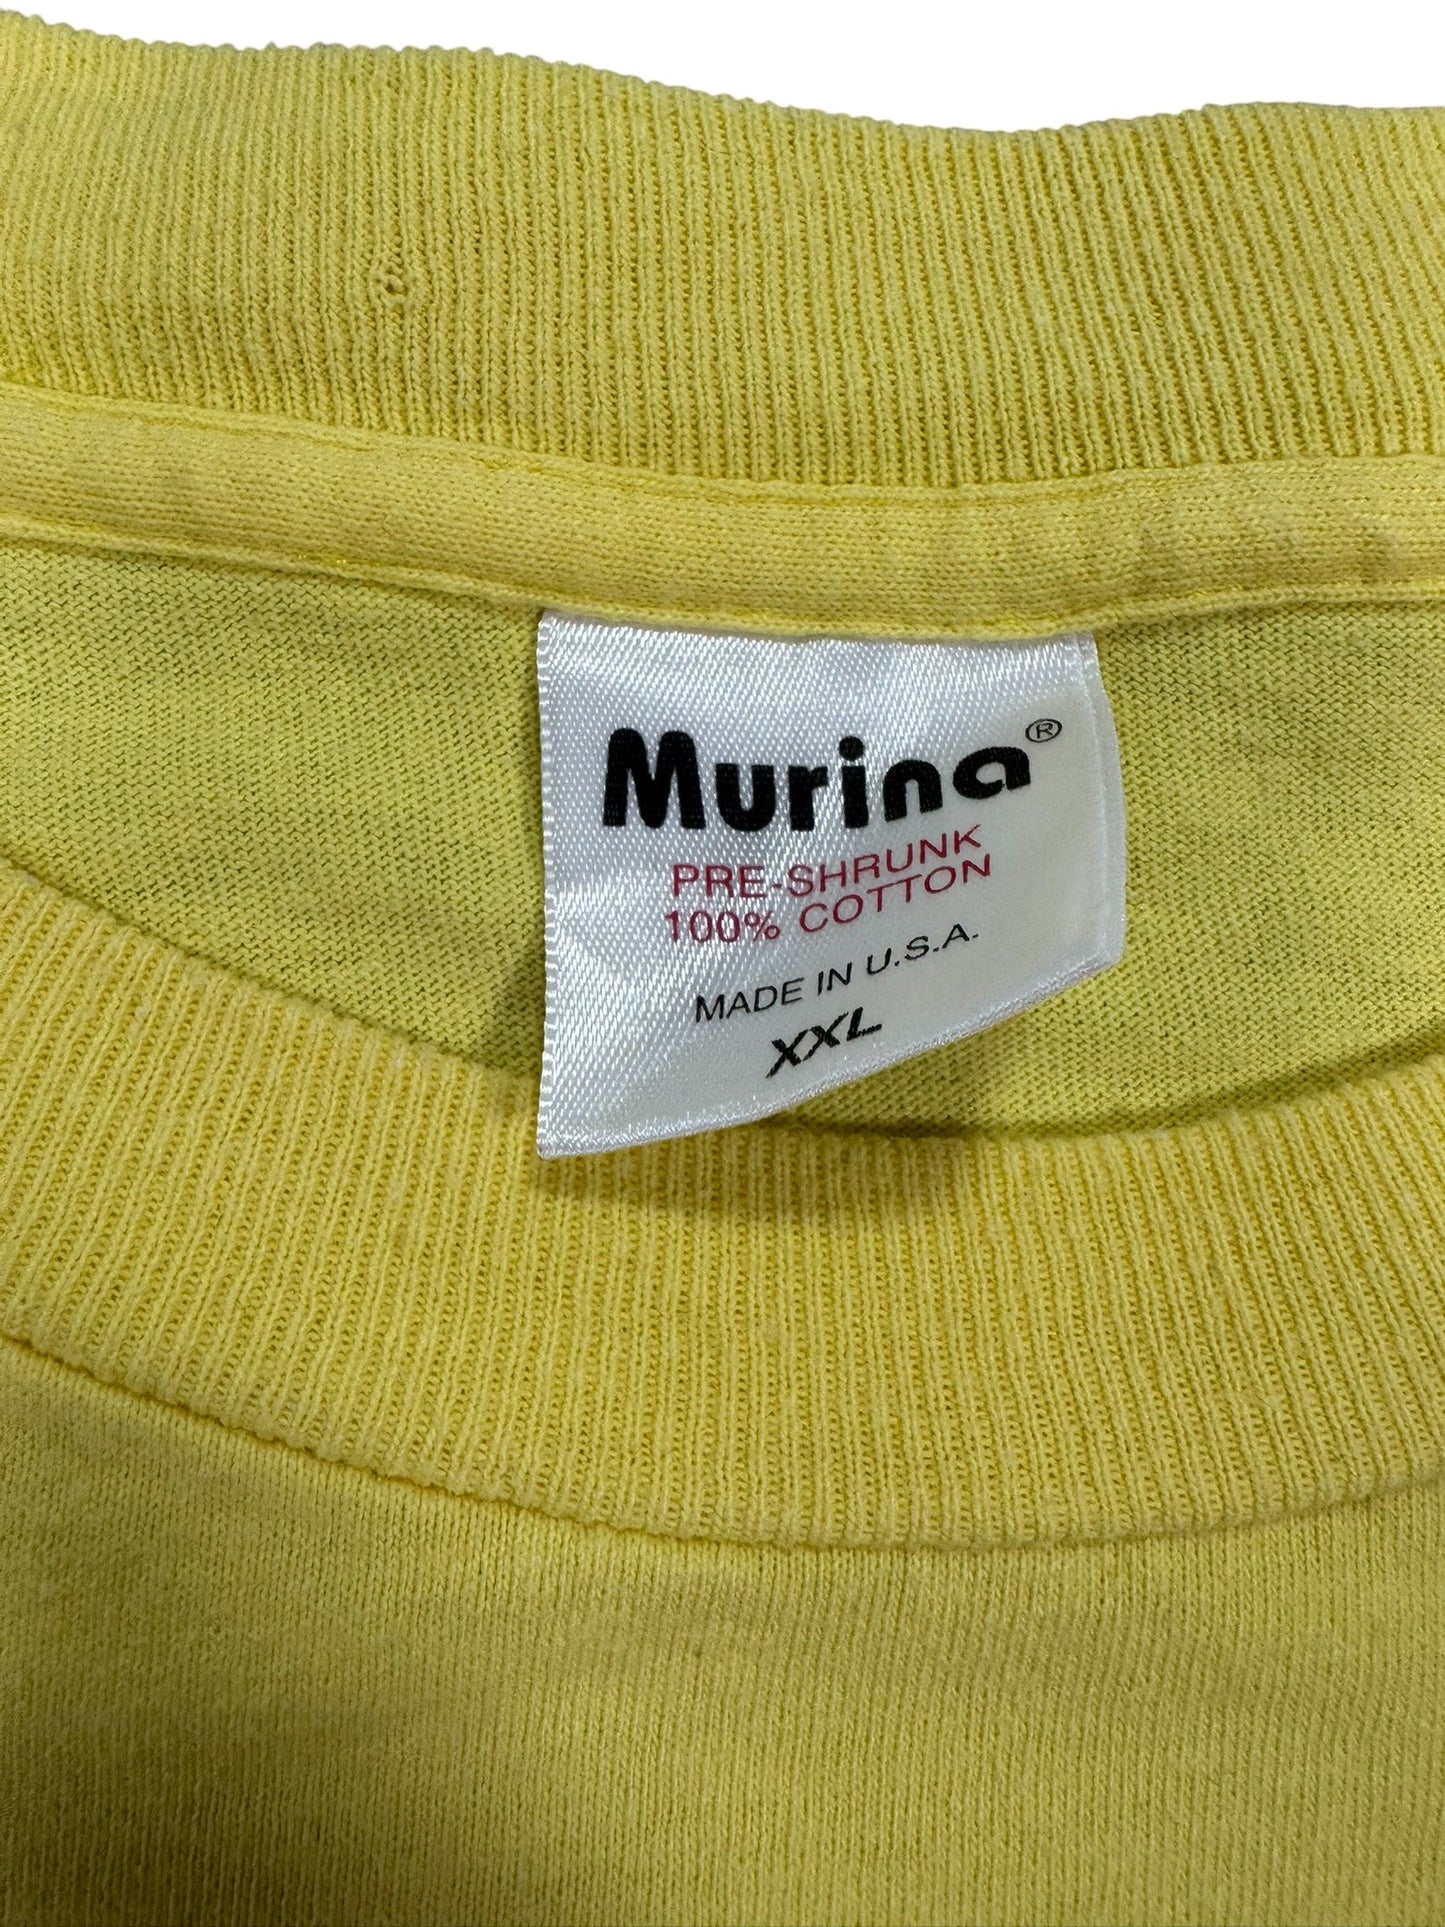 Murina®
PRE-SHRUNK
100% COTTON
MADE IN U.S.A.
XXL